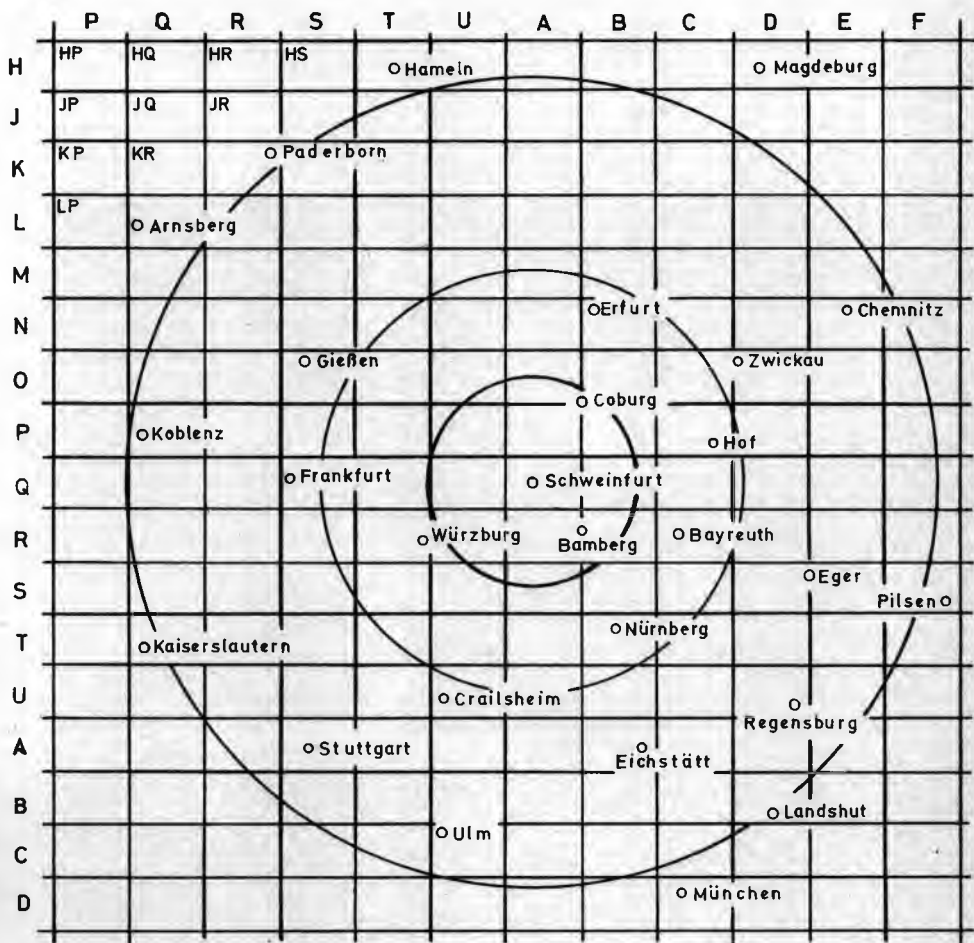 P Q R S T U A B C D E F
H HP HQ HR HS Hameln Magdeburg
J JP JQ JR
K KP KR Paderborn
L LP Arnsberg
M
N Erfurt Chemnitz
O Gießen Zwickau
Coburg
P Koblenz Hof
Q Frankfurt Schweinfurt
R Würzburg Bamberg Bayreuth
S Eger
Pilsen
T Kaiserslautern Nürnberg
U Crailsheim Regensburg
A Stuttgart Eichstätt
B Landshut
C Ulm
D München